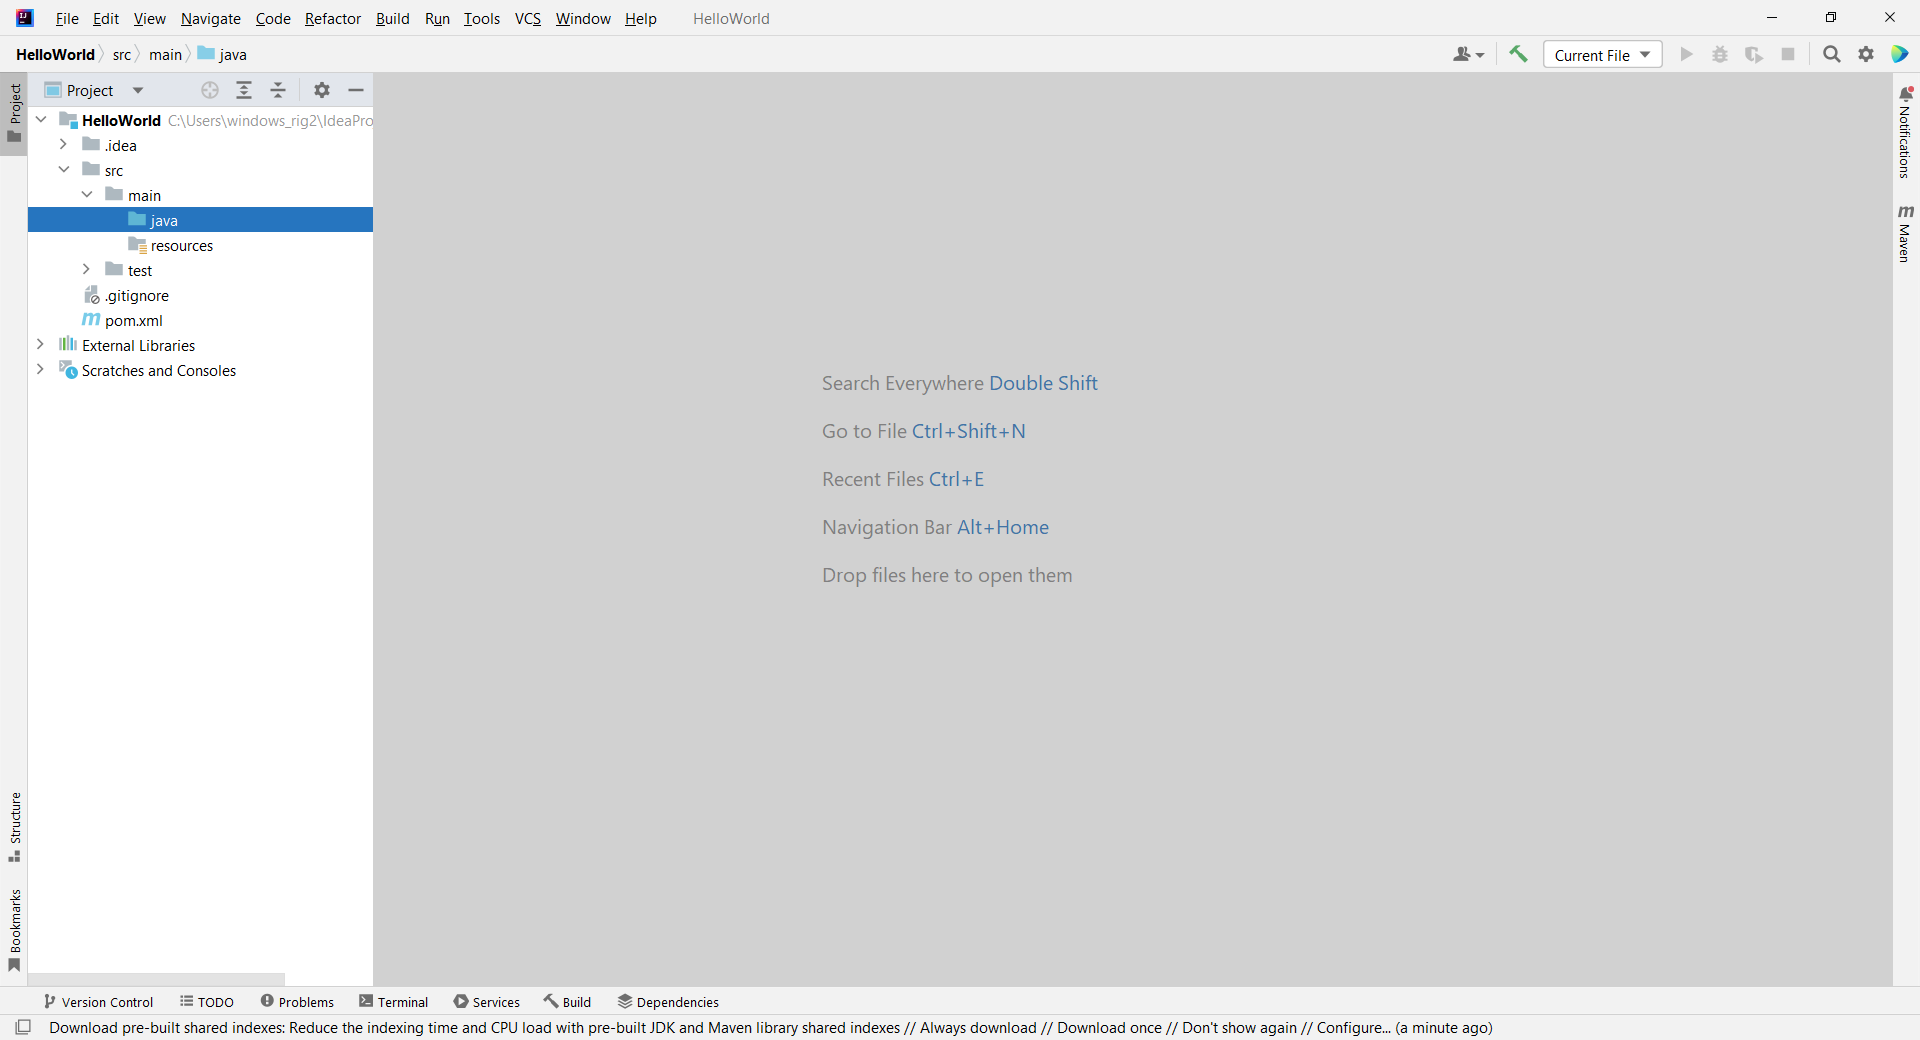 File Edit View Navigate Code Refactor Build Run Tools VCS Window Help HelloWorld
HelloWorld src main java
Current File
Project
Project
HelloWorld C:\Users\windows_rig2\IdeaPro
.idea
src
main
java
resources
test
.gitignore
m pom.xml
External Libraries
Scratches and Consoles
Search Everywhere Double Shift
Go to File Ctrl+Shift+N
Recent Files Ctrl+E
Navigation Bar Alt+Home
Drop files here to open them
Notifications
m Maven
Structure
Bookmarks
Version Control TODO Problems Terminal Services Build Dependencies
Download pre-built shared indexes: Reduce the indexing time and CPU load with pre-built JDK and Maven library shared indexes // Always download // Download once // Don't show again // Configure... (a minute ago)